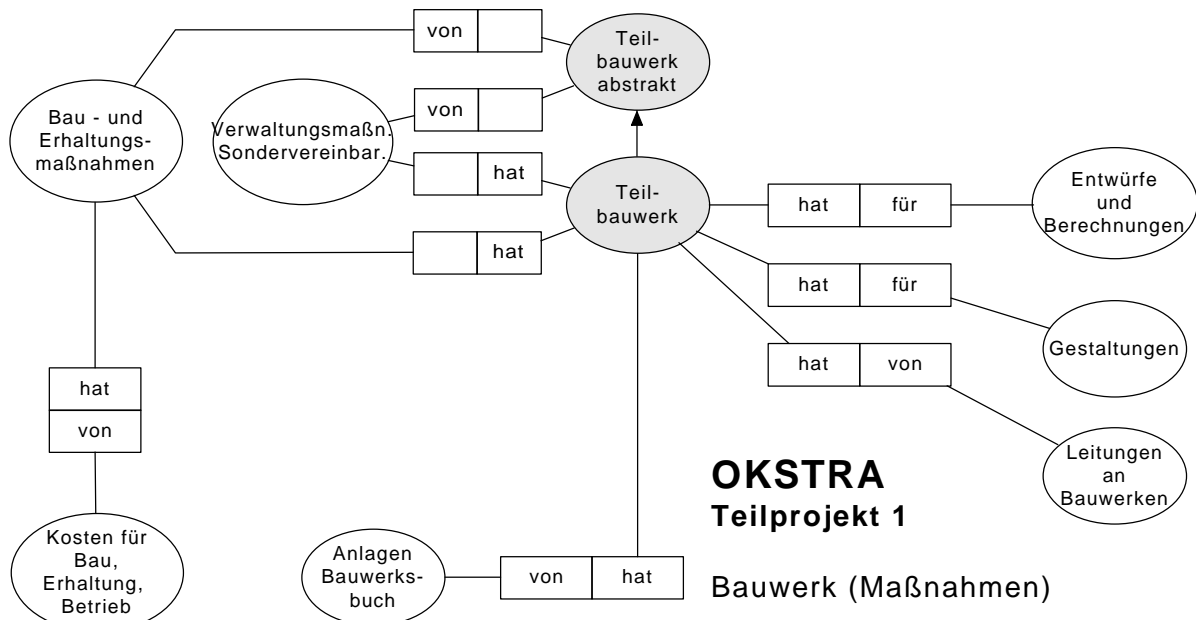 von
Teil-
bauwerk
abstrakt
Bau - und
Erhaltungs-
maßnahmen
Verwaltungsmaßn.
Sondervereinbar.
von
hat
Teil-
bauwerk
hat
hat für
Entwürfe
und
Berechnungen
hat für
Gestaltungen
hat von
Leitungen
an
Bauwerken
hat
von
Kosten für
Bau,
Erhaltung,
Betrieb
Anlagen
Bauwerks-
buch
von hat
OKSTRA
Teilprojekt 1
Bauwerk (Maßnahmen)